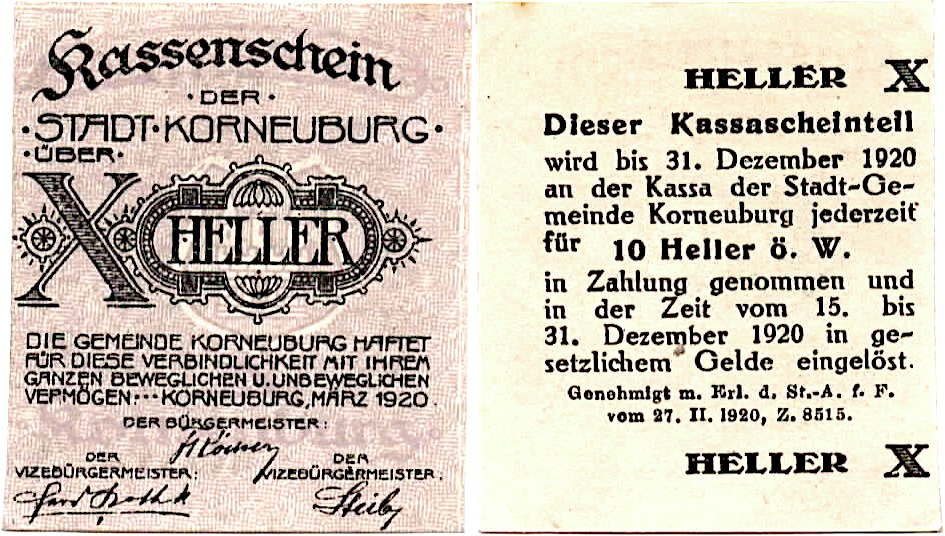 Kassenschein
· DER ·
· STADT · KORNEUBURG ·
· ÜBER ·
X HELLER
DIE GEMEINDE KORNEUBURG HAFTET
FÜR DIESE VERBINDLICHKEIT MIT IHREM
GANZEN BEWEGLICHEN U. UNBEWEGLICHEN
VERMÖGEN · · · KORNEUBURG, MÄRZ 1920.
DER BÜRGERMEISTER:
DER
VIZEBÜRGERMEISTER:
DER
VIZEBÜRGERMEISTER:
HELLER X
Dieser Kassascheinteil
wird bis 31. Dezember 1920
an der Kassa der Stadt-Ge-
meinde Korneuburg jederzeit
für 10 Heller ö. W.
in Zahlung genommen und
in der Zeit vom 15. bis
31. Dezember 1920 in ge-
setzlichem Gelde eingelöst.
Genehmigt m. Erl. d. St.-A. f. F.
vom 27. II. 1920, Z. 8515.
HELLER X